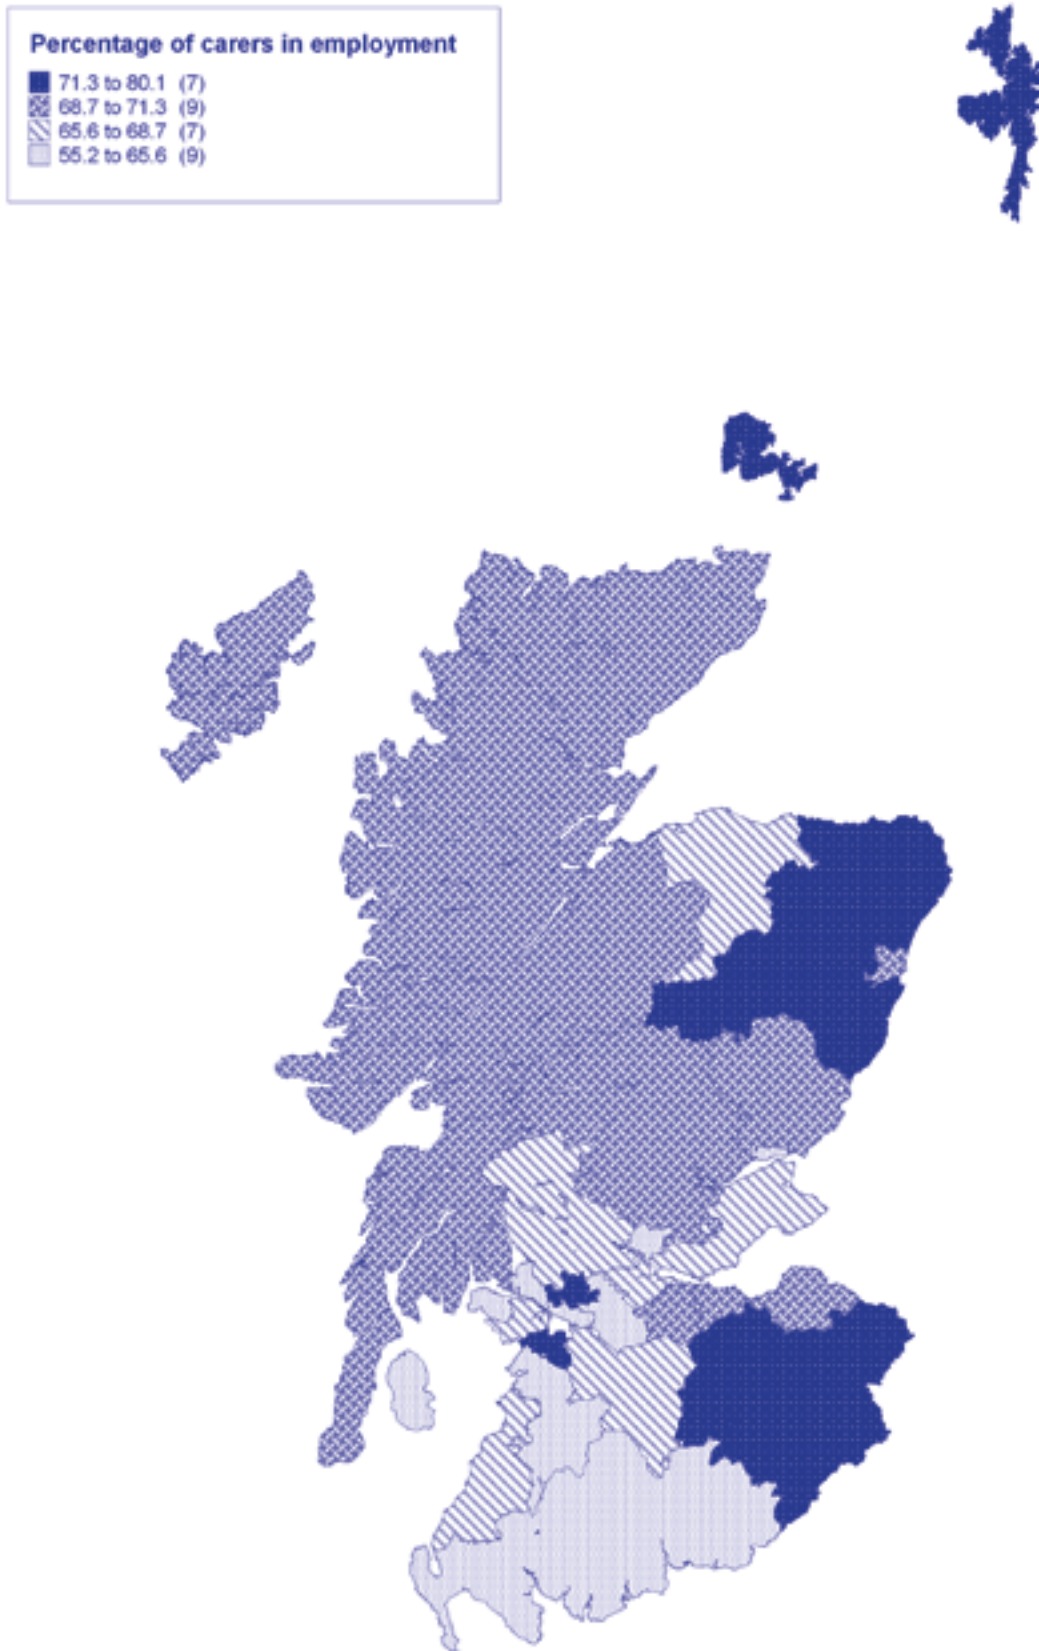 Percentage of carers in employment
71.3 to 80.1 (7)
68.7 to 71.3 (9)
65.6 to 68.7 (7)
55.2 to 65.6 (9)